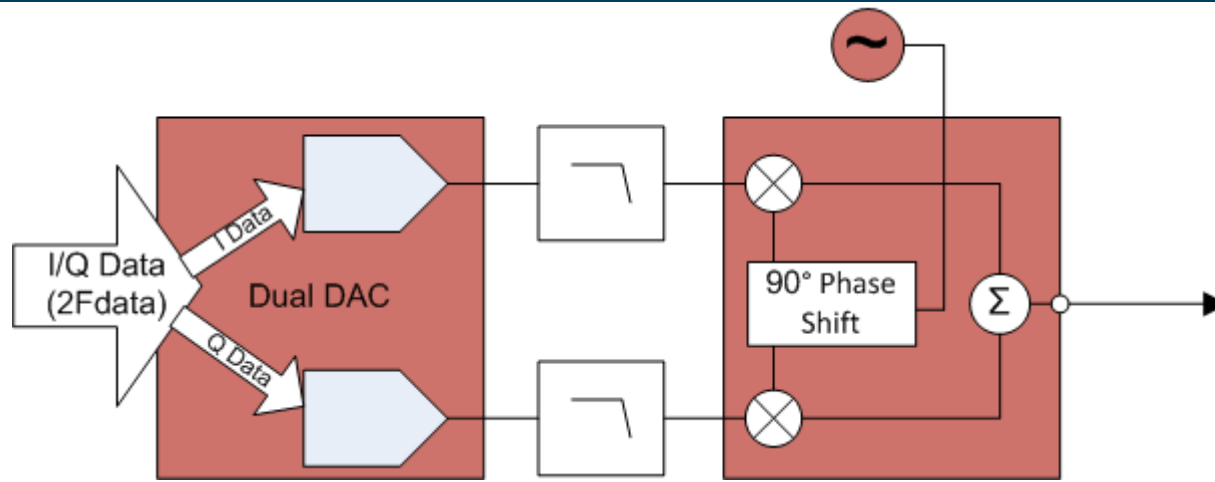 I/Q Data
(2Fdata)
I Data
Q Data
Dual DAC
~
90° Phase
Shift
Σ